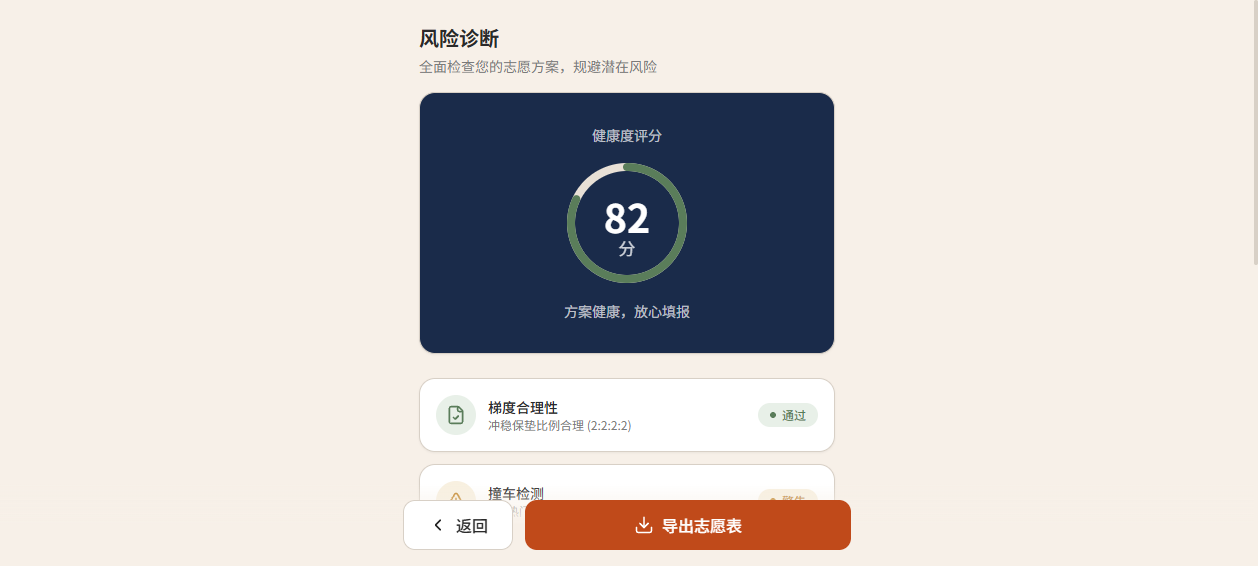 风险诊断
全面检查您的志愿方案，规避潜在风险
健康度评分
82
分
方案健康，放心填报
梯度合理性
冲稳保垫比例合理 (2:2:2:2)
通过
撞车检测
警告
返回
导出志愿表